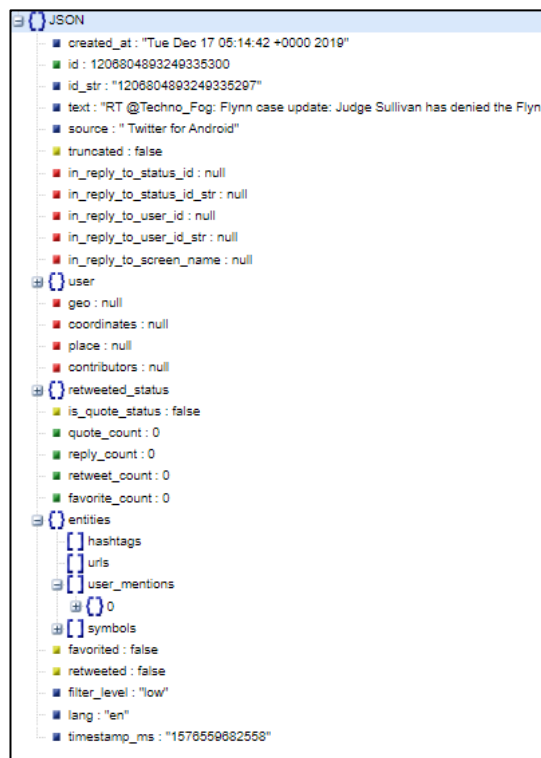 JSON
created_at : "Tue Dec 17 05:14:42 +0000 2019"
id : 1206804893249335300
id_str : "1206804893249335297"
text : "RT @Techno_Fog: Flynn case update: Judge Sullivan has denied the Flyn
source : " Twitter for Android"
truncated : false
in_reply_to_status_id : null
in_reply_to_status_id_str : null
in_reply_to_user_id : null
in_reply_to_user_id_str : null
in_reply_to_screen_name : null
user
geo : null
coordinates : null
place : null
contributors : null
retweeted_status
is_quote_status : false
quote_count : 0
reply_count : 0
retweet_count : 0
favorite_count : 0
entities
hashtags
urls
user_mentions
0
symbols
favorited : false
retweeted : false
filter_level : "low"
lang : "en"
timestamp_ms : "1576559682558"